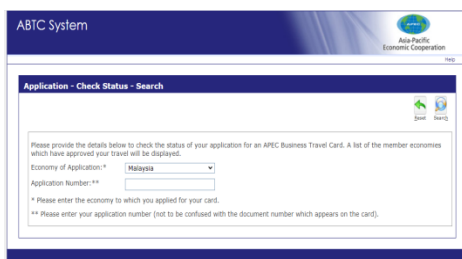 ABTC System
APEC
Asia-Pacific
Economic Cooperation
Help
Application - Check Status - Search
Reset Search
Please provide the details below to check the status of your application for an APEC Business Travel Card. A list of the member economies
which have approved your travel will be displayed.
Economy of Application:* Malaysia
Application Number:**
* Please enter the economy to which you applied for your card.
** Please enter your application number (not to be confused with the document number which appears on the card).